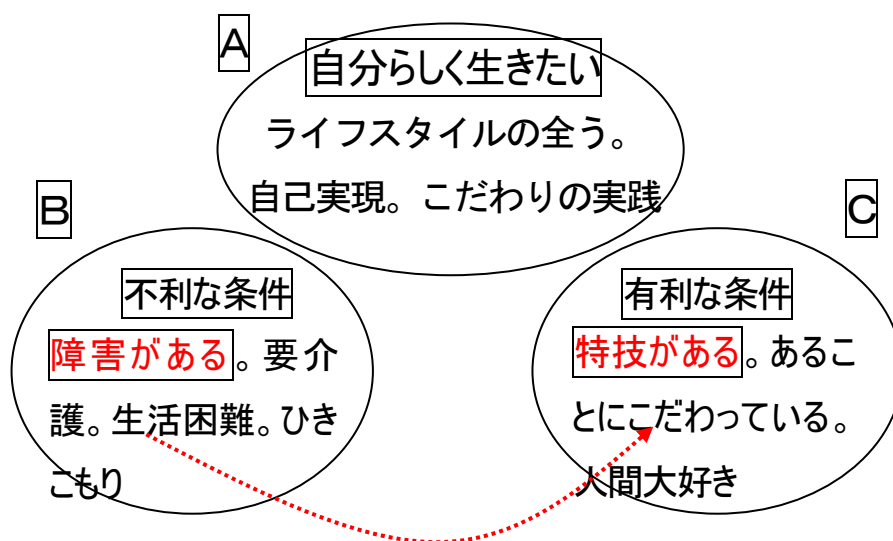 A
自分らしく生きたい
ライフスタイルの全う。
自己実現。こだわりの実践
B
不利な条件
障害がある。要介
護。生活困難。ひき
こもり
C
有利な条件
特技がある。あるこ
とにこだわっている。
人間大好き